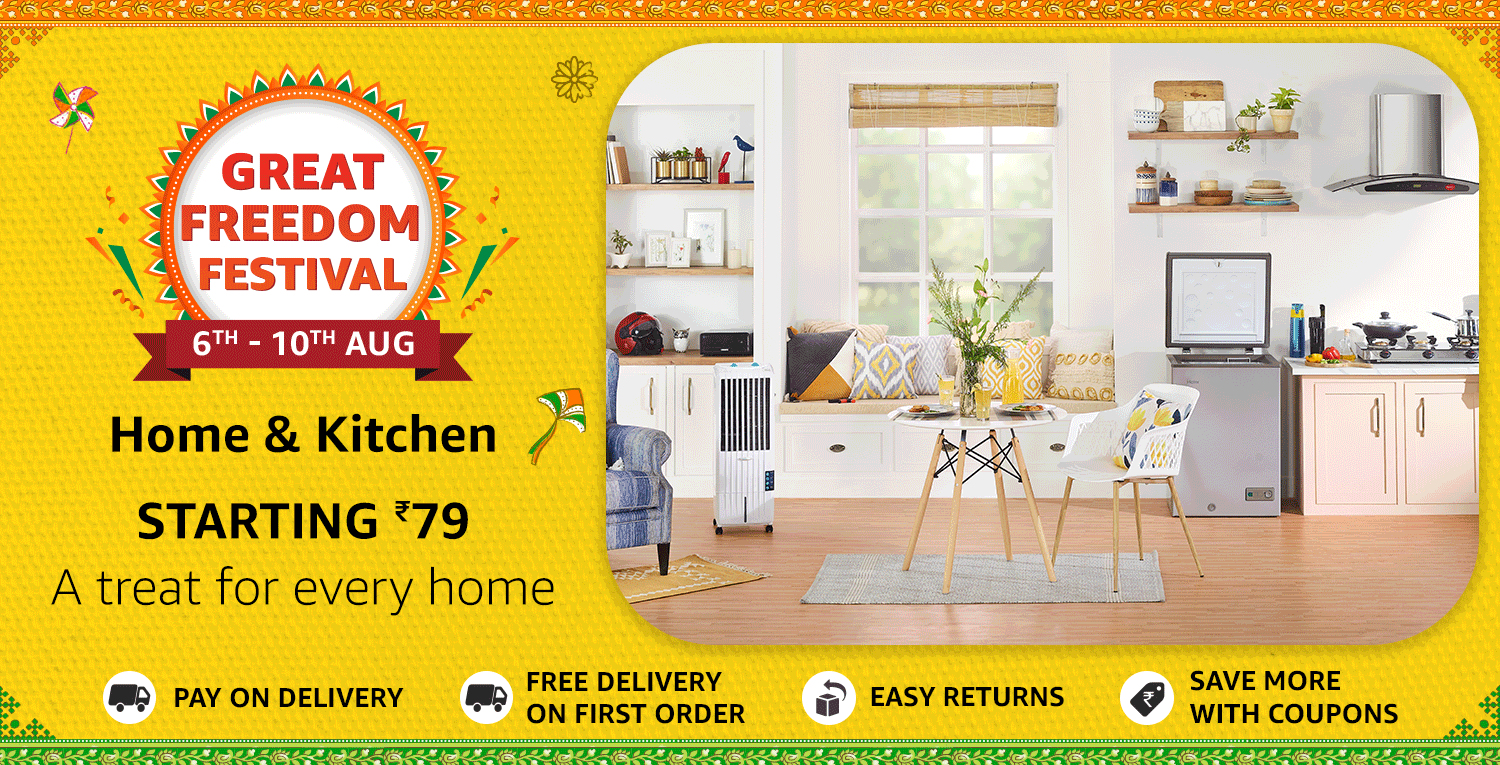 GREAT
FREEDOM
FESTIVAL
6TH - 10TH AUG
Home & Kitchen
STARTING ₹79
A treat for every home
PAY ON DELIVERY
FREE DELIVERY
ON FIRST ORDER
EASY RETURNS
SAVE MORE
WITH COUPONS